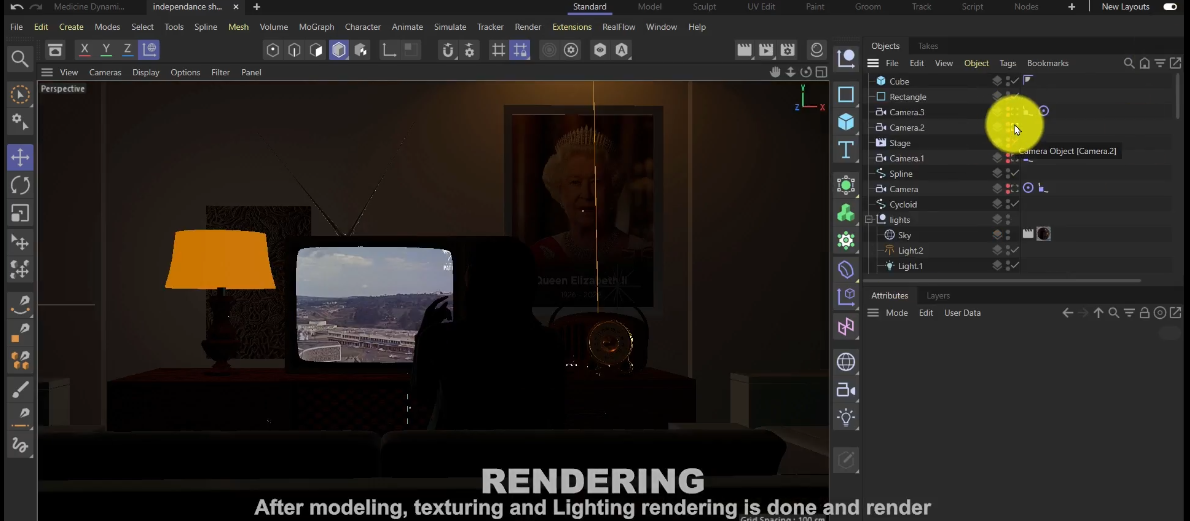 Medicine Dynami...
independance sh...
Standard
Model
Sculpt
UV Edit
Paint
Groom
Track
Script
Nodes
New Layouts
File Edit Create Modes Select Tools Spline Mesh Volume MoGraph Character Animate Simulate Tracker Render Extensions RealFlow Window Help
X Y Z
View Cameras Display Options Filter Panel
Perspective
Y
Z X
Queen Elizabeth II
RENDERING
After modeling, texturing and Lighting rendering is done and render
Grid Spacing : 100 cm
Objects Takes
File Edit View Object Tags Bookmarks
Cube
Rectangle
Camera.3
Camera.2
Stage
Camera Object [Camera.2]
Camera.1
Spline
Camera
Cycloid
lights
Sky
Light.2
Light.1
Attributes Layers
Mode Edit User Data